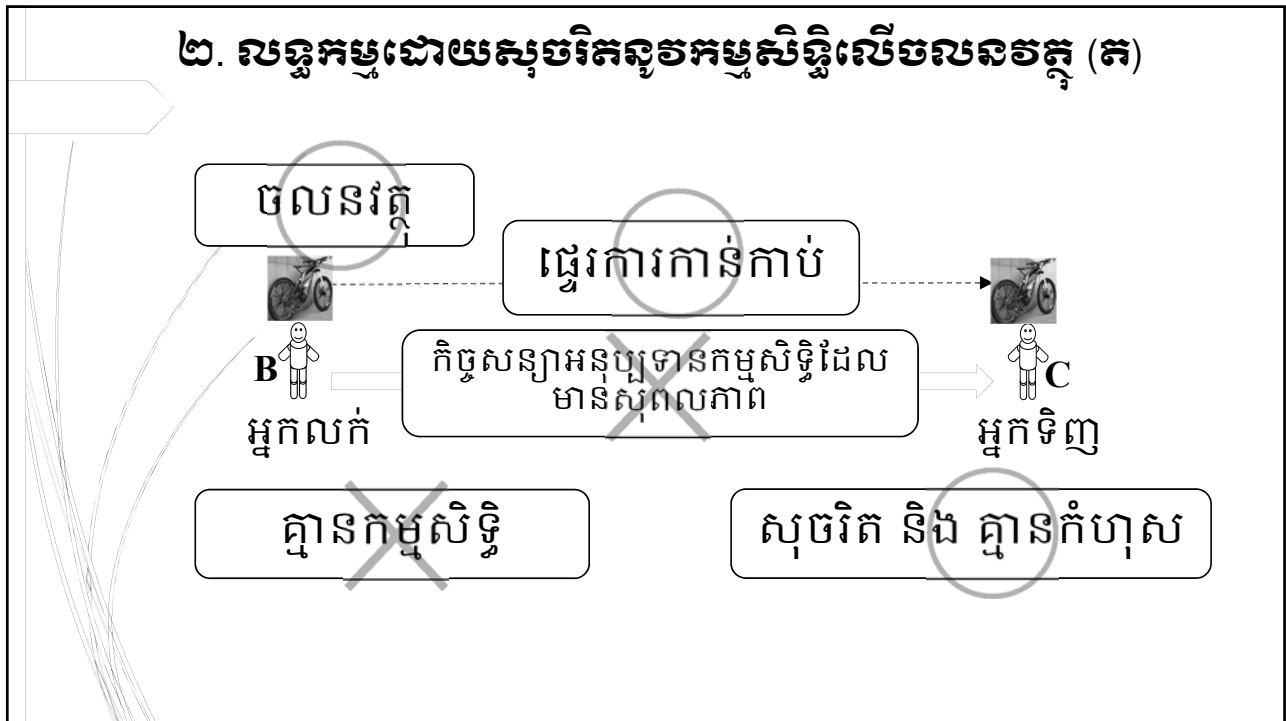 ២. លទ្ធកម្មដោយសុចរិតនូវកម្មសិទ្ធិលើចលនវត្ថុ (ត)
ចលនវត្ថុ
ផ្ទេរការកាន់កាប់
កិច្ចសន្យាអនុប្បទានកម្មសិទ្ធិដែល
មានសុពលភាព
B
C
អ្នកលក់
អ្នកទិញ
គ្មានកម្មសិទ្ធិ
សុចរិត និង គ្មានកំហុស